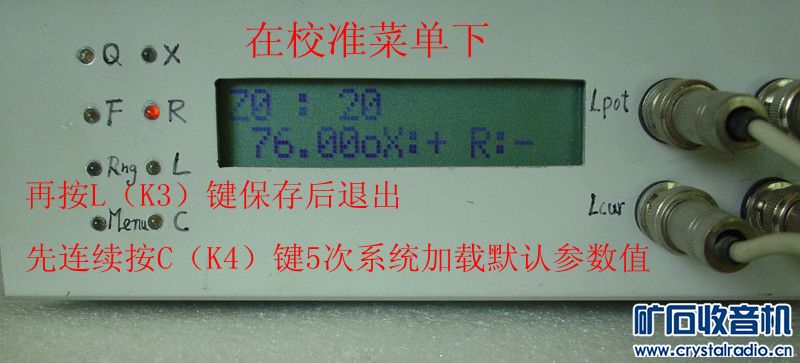 在校准菜单下
Q X
Z0 : 20
Lpot
F R
76.00oX:+ R:-
Rng L
再按L（K3）键保存后退出
Lcur
Menu C
先连续按C（K4）键5次系统加载默认参数值
矿石收音机
www.crystalradio.cn